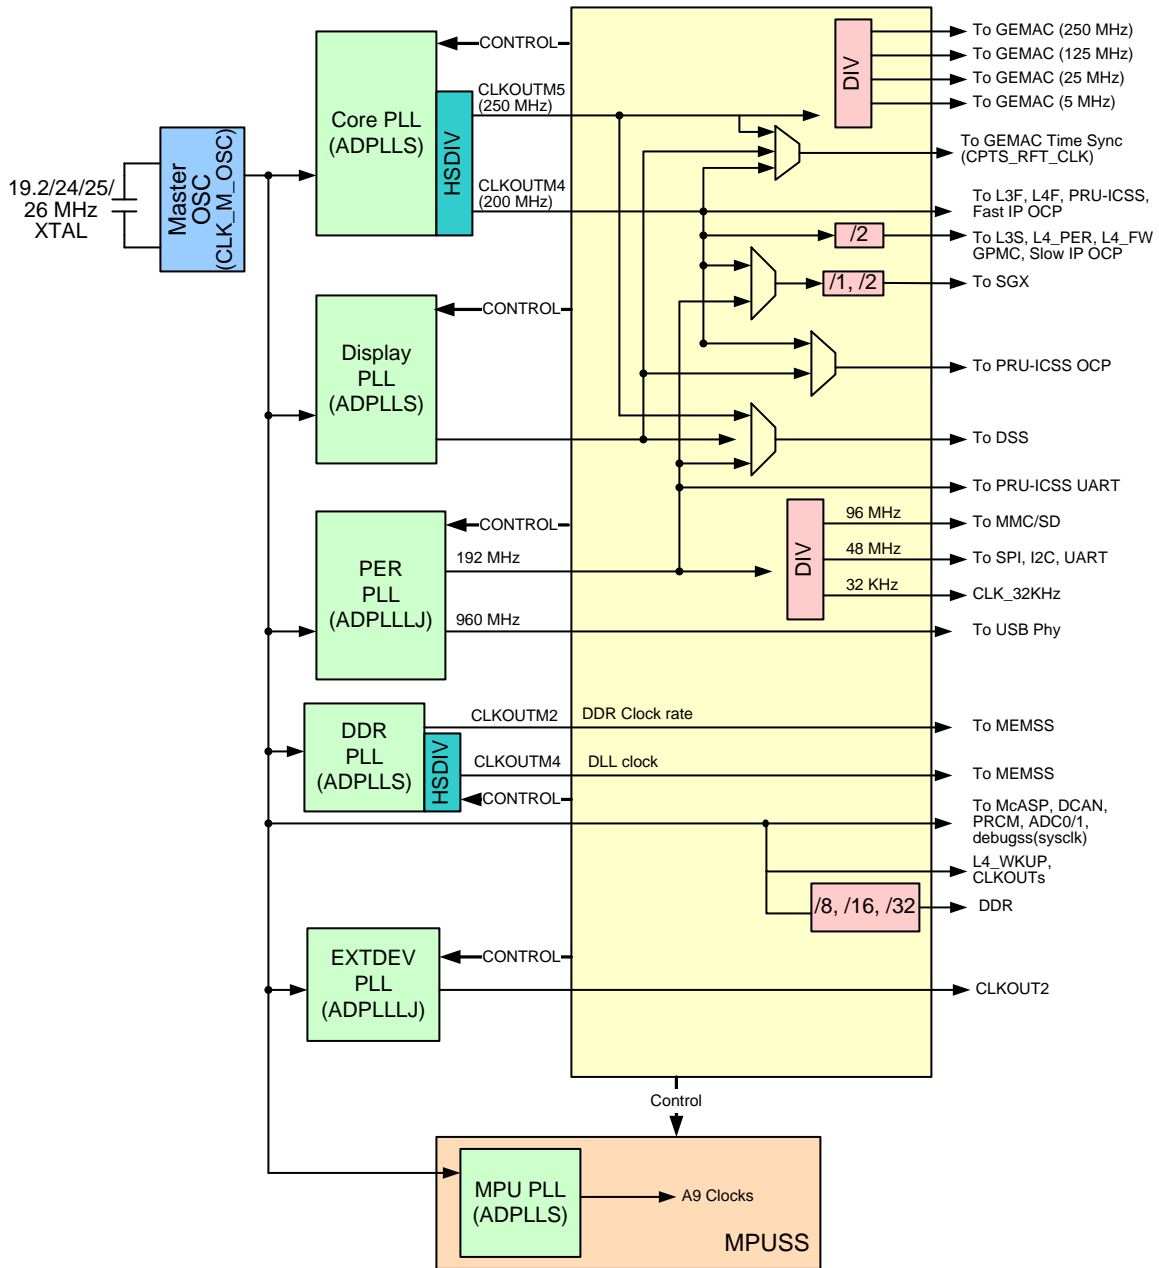 19.2/24/25/
26 MHz
XTAL
Master
OSC
(CLK_M_OSC)
Core PLL
(ADPLLS)
HSDIV
CONTROL
CLKOUTM5
(250 MHz)
CLKOUTM4
(200 MHz)
DIV
To GEMAC (250 MHz)
To GEMAC (125 MHz)
To GEMAC (25 MHz)
To GEMAC (5 MHz)
To GEMAC Time Sync
(CPTS_RFT_CLK)
To L3F, L4F, PRU-ICSS,
Fast IP OCP
/2
To L3S, L4_PER, L4_FW
GPMC, Slow IP OCP
/1, /2
To SGX
Display
PLL
(ADPLLS)
CONTROL
To PRU-ICSS OCP
To DSS
To PRU-ICSS UART
PER
PLL
(ADPLLLJ)
CONTROL
192 MHz
960 MHz
DIV
96 MHz
To MMC/SD
48 MHz
To SPI, I2C, UART
32 KHz
CLK_32KHz
To USB Phy
DDR
PLL
(ADPLLS)
HSDIV
CLKOUTM2
DDR Clock rate
To MEMSS
CLKOUTM4
DLL clock
To MEMSS
CONTROL
To McASP, DCAN,
PRCM, ADC0/1,
debugss(sysclk)
L4_WKUP,
CLKOUTs
/8, /16, /32
DDR
EXTDEV
PLL
(ADPLLLJ)
CONTROL
CLKOUT2
Control
MPU PLL
(ADPLLS)
A9 Clocks
MPUSS